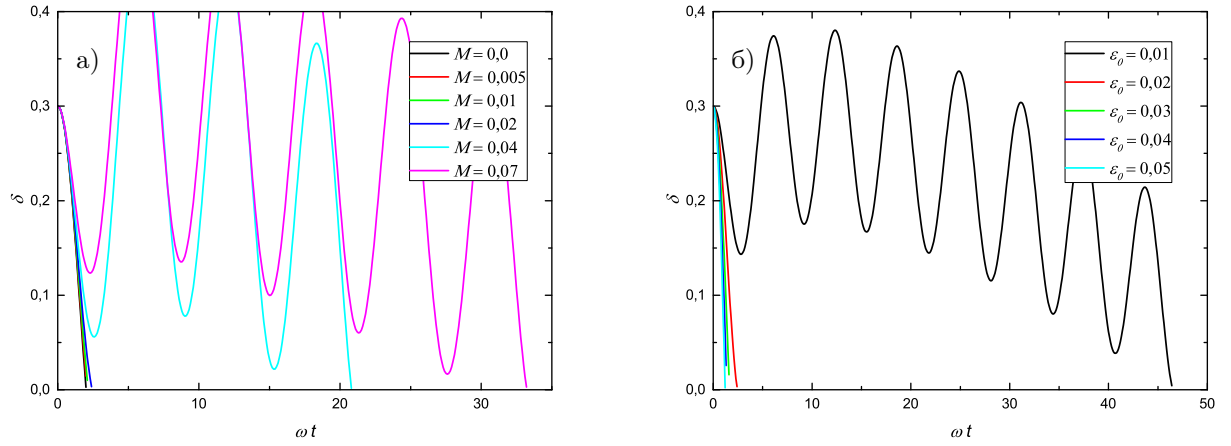 а)
M = 0,0
M = 0,005
M = 0,01
M = 0,02
M = 0,04
M = 0,07
0,4
0,3
0,2
0,1
0,0
δ
0 10 20 30
ω t
б)
ε₀ = 0,01
ε₀ = 0,02
ε₀ = 0,03
ε₀ = 0,04
ε₀ = 0,05
0,4
0,3
0,2
0,1
0,0
δ
0 10 20 30 40 50
ω t